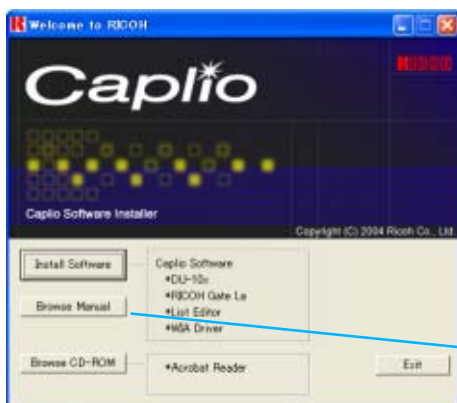 Welcome to RICOH
Caplio
RICOH
Caplio Software Installer
Copyright (C) 2004 Ricoh Co., Ltd
Install Software
Caplio Software
*DU-10x
*RICOH Gate La
*List Editor
*WIA Driver
Browse Manual
Browse CD-ROM
*Acrobat Reader
Exit